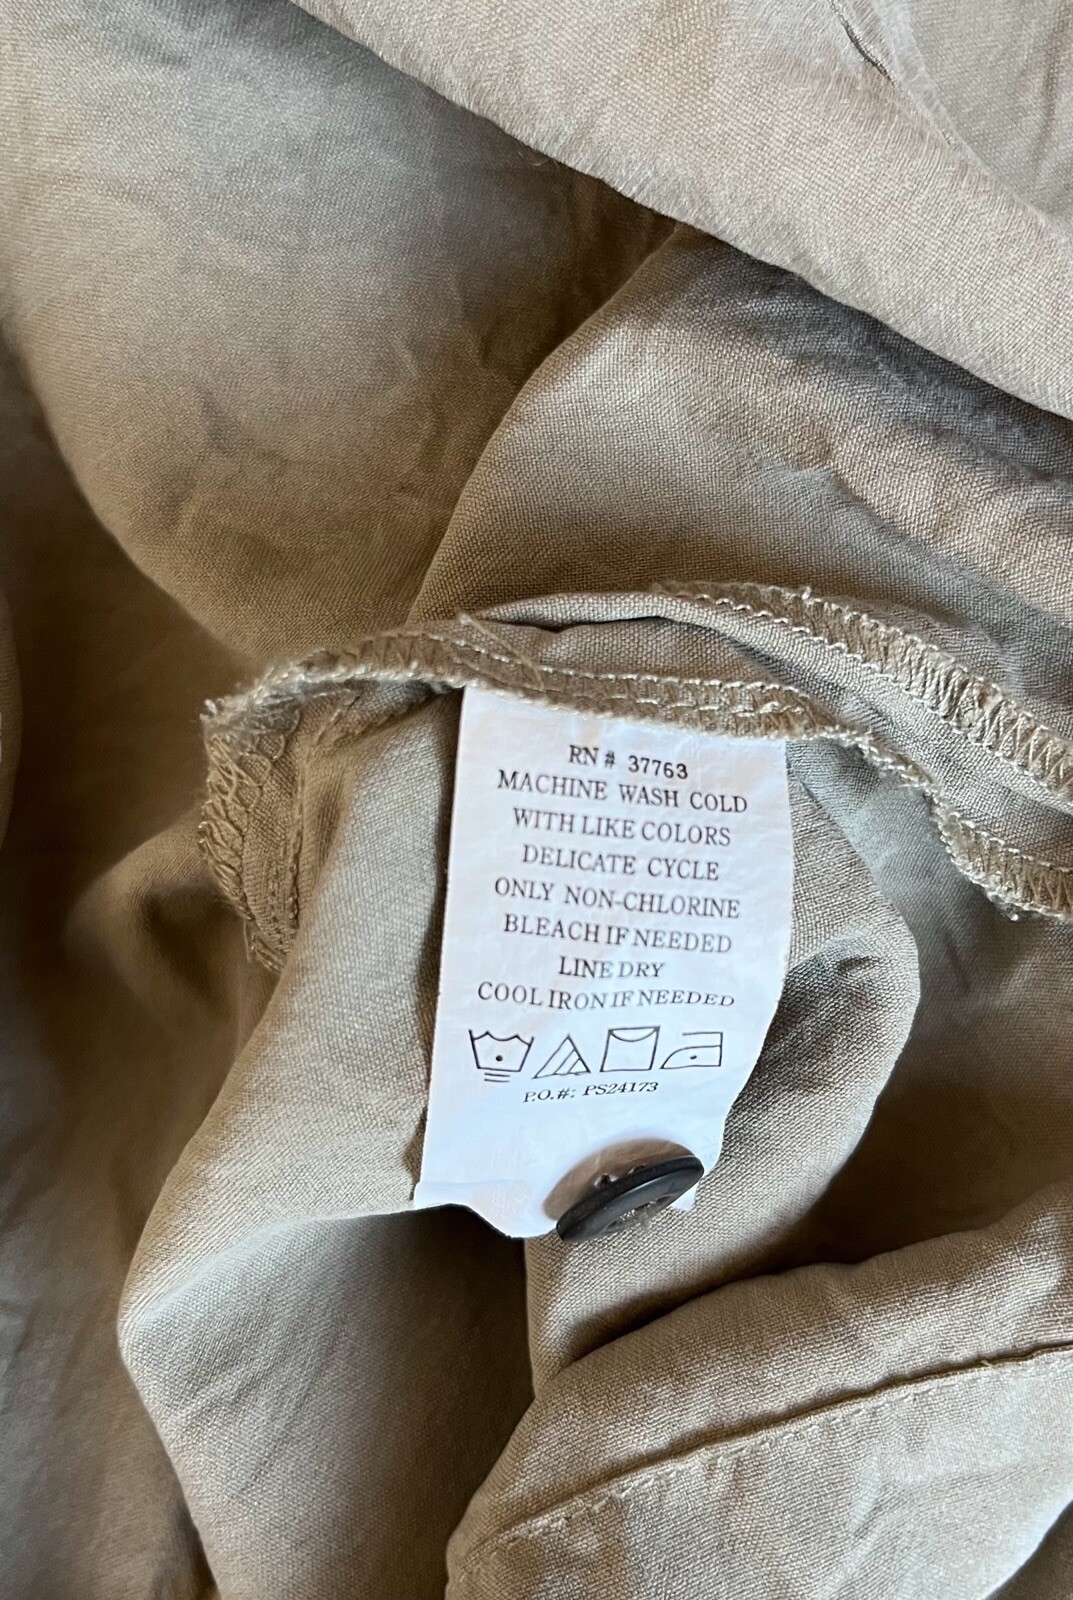 RN# 37763
MACHINE WASH COLD
WITH LIKE COLORS
DELICATE CYCLE
ONLY NON-CHLORINE
BLEACH IF NEEDED
LINE DRY
COOL IRON IF NEEDED
P.O.#: PS24173